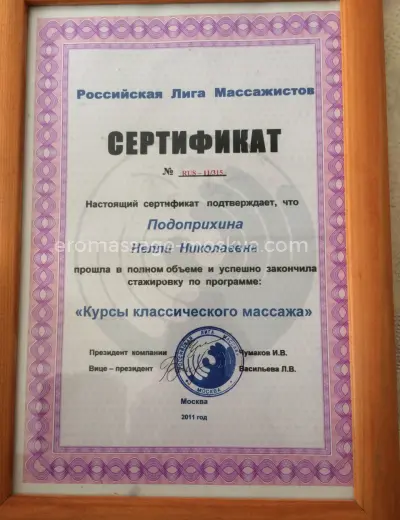 Российская Лига Массажистов
СЕРТИФИКАТ
№ RUS – 11/315.
Настоящий сертификат подтверждает, что
Подоприхина
Нелли Николаевна
прошла в полном объеме и успешно закончила
стажировку по программе:
«Курсы классического массажа»
Президент компании Чумаков И.В.
Вице – президент Васильева Л.В.
МОСКВА
Москва
2011 год